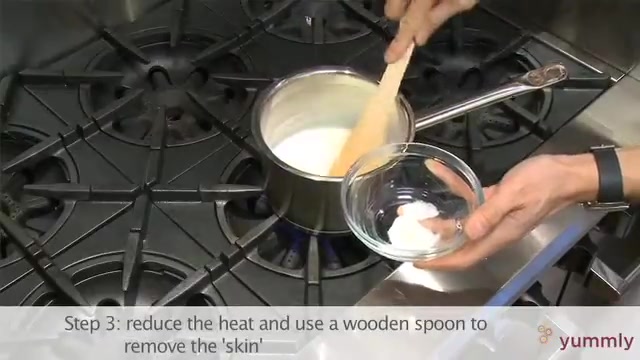 Step 3: reduce the heat and use a wooden spoon to
remove the 'skin'
yummly